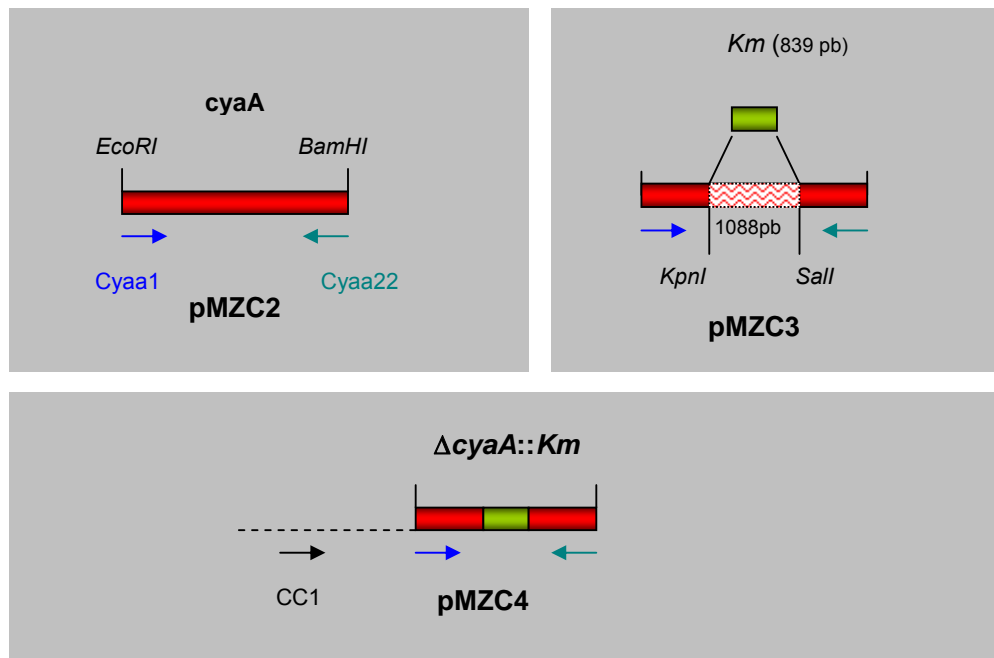 cyaA
EcoRI BamHI
Cyaa1 Cyaa22
pMZC2
Km (839 pb)
1088pb
KpnI SalI
pMZC3
ΔcyaA::Km
CC1
pMZC4